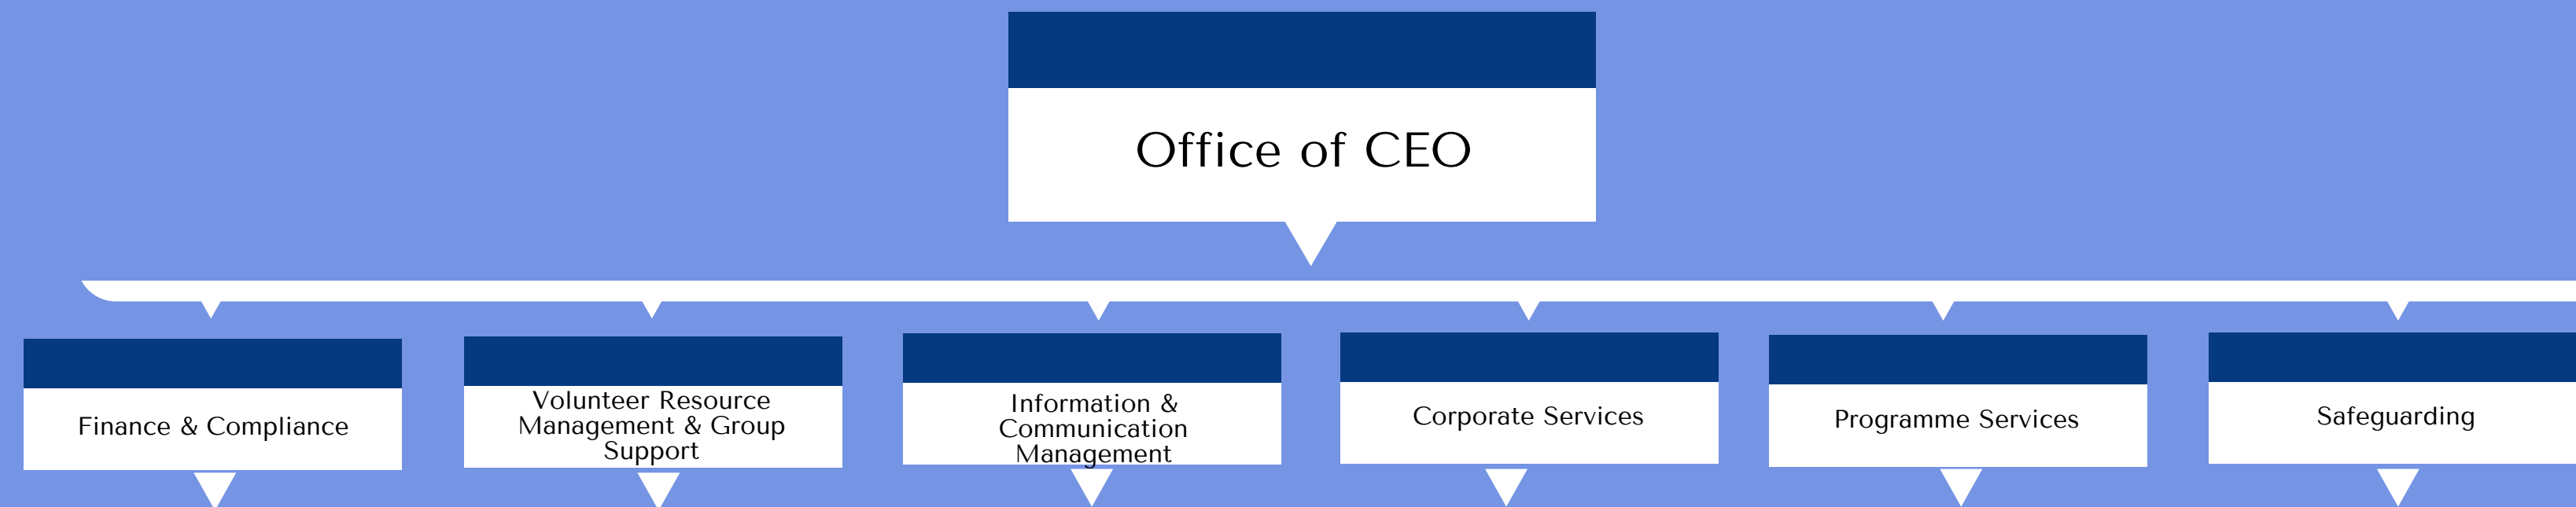 Office of CEO
Finance & Compliance
Volunteer Resource
Management & Group
Support
Information &
Communication
Management
Corporate Services
Programme Services
Safeguarding